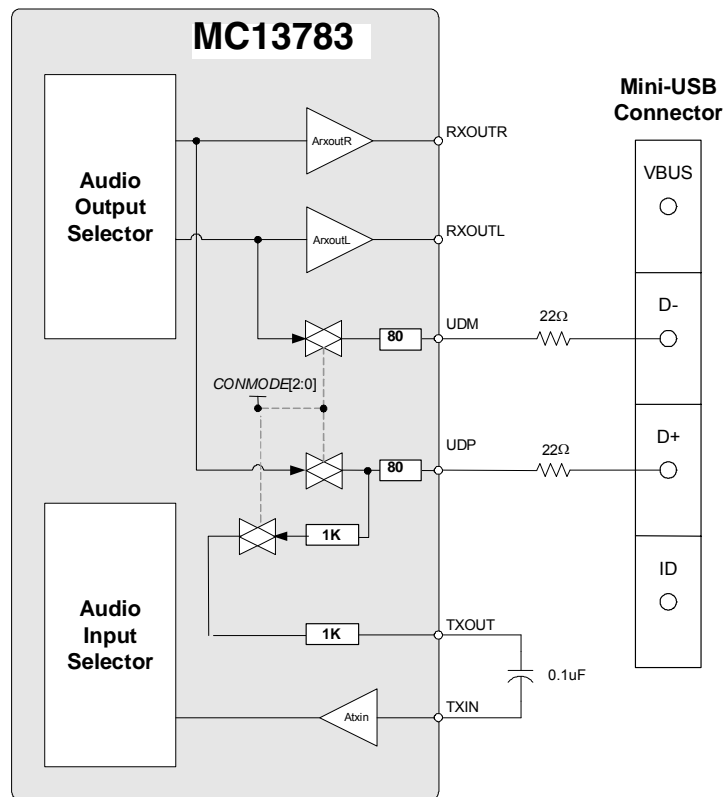 MC13783
Mini-USB
Connector
Audio
Output
Selector
ArxoutR
RXOUTR
VBUS
ArxoutL
RXOUTL
D-
UDM
22Ω
80
CONMODE[2:0]
D+
UDP
22Ω
80
1K
ID
Audio
Input
Selector
1K
TXOUT
0.1uF
Atxin
TXIN